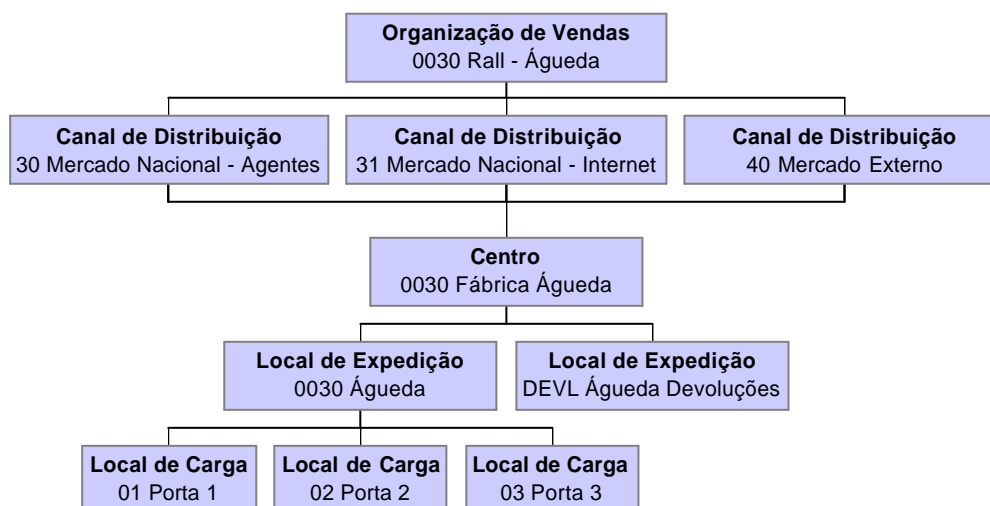 Organização de Vendas
0030 Rall - Águeda
Canal de Distribuição
30 Mercado Nacional - Agentes
Canal de Distribuição
31 Mercado Nacional - Internet
Canal de Distribuição
40 Mercado Externo
Centro
0030 Fábrica Águeda
Local de Expedição
0030 Águeda
Local de Expedição
DEVL Águeda Devoluções
Local de Carga
01 Porta 1
Local de Carga
02 Porta 2
Local de Carga
03 Porta 3